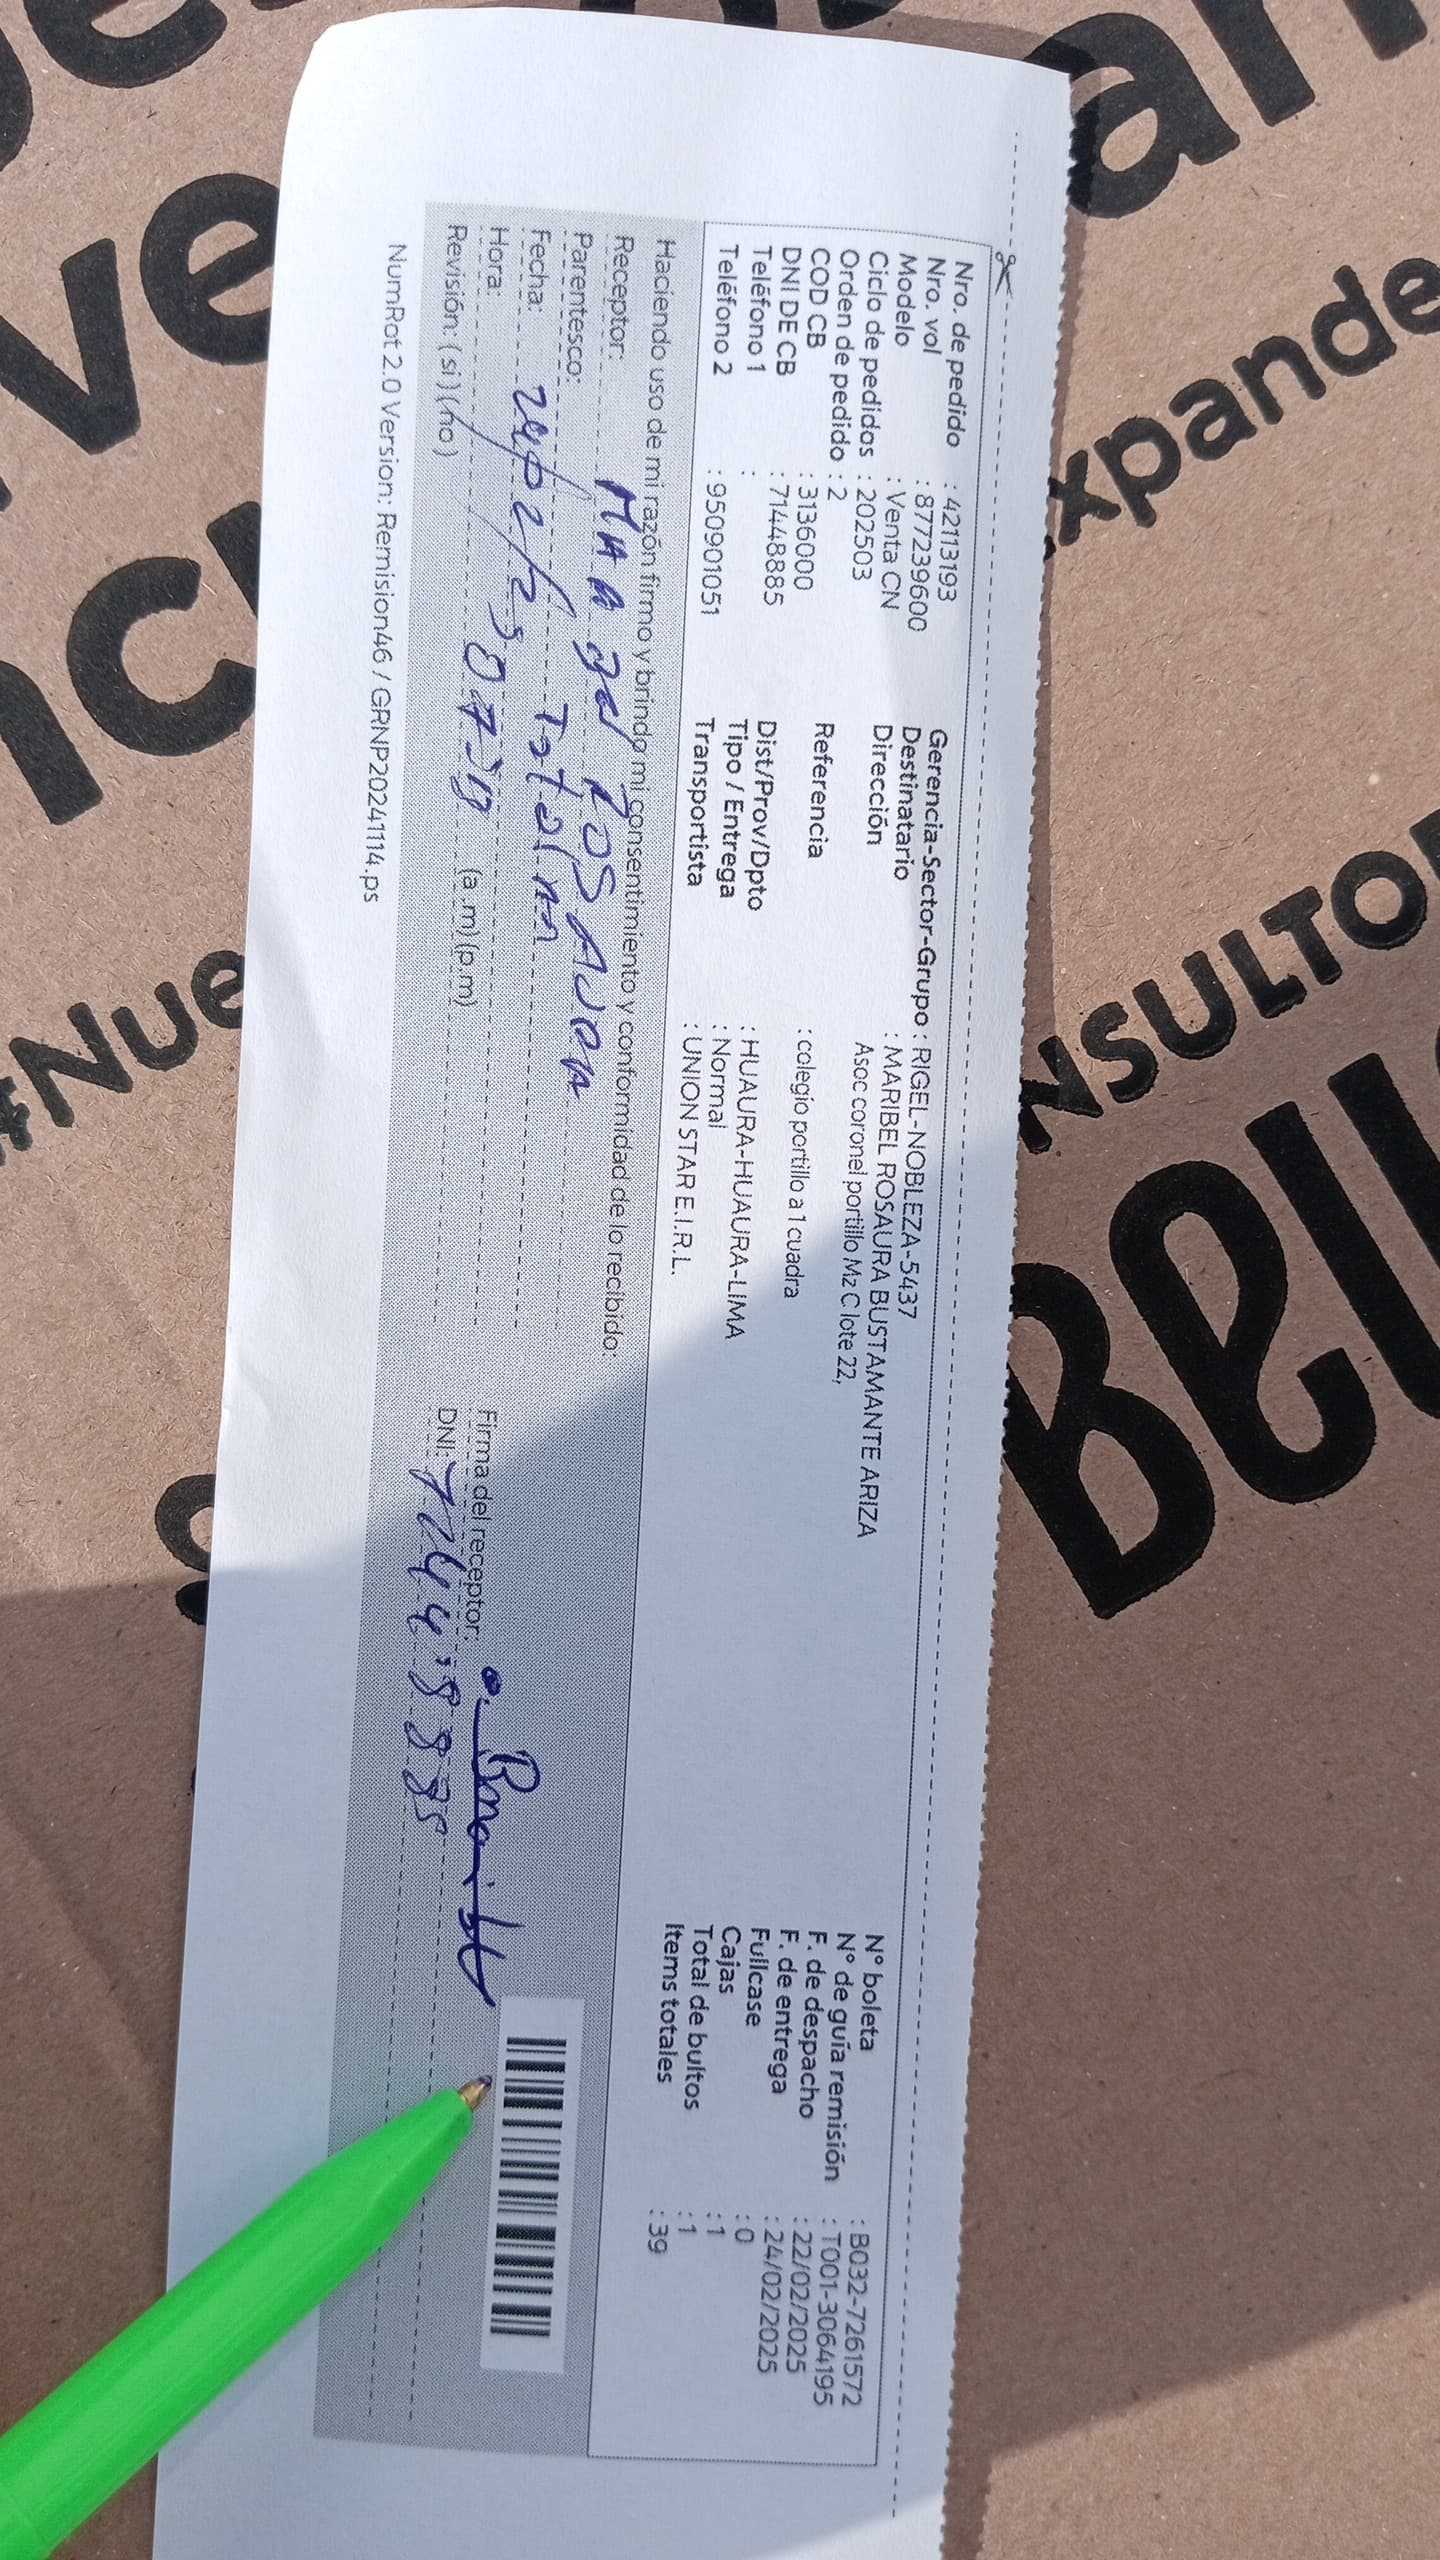 Nro. de pedido : 42113193
Nro. vol : 877239600
Modelo : Venta CN
Ciclo de pedidos : 202503
Orden de pedido : 2
COD CB : 3136000
DNI DE CB : 71448885
Teléfono 1 :
Teléfono 2 : 950901051
Gerencia-Sector-Grupo : RIGEL-NOBLEZA-5437
Destinatario : MARIBEL ROSAURA BUSTAMANTE ARIZA
Dirección Asoc coronel portillo Mz C lote 22,
Referencia : colegio portillo a 1 cuadra
Dist/Prov/Dpto : HUAURA-HUAURA-LIMA
Tipo / Entrega : Normal
Transportista : UNION STAR E.I.R.L.
N° boleta : B032-7261572
N° de guía remisión : T001-3064195
F. de despacho : 22/02/2025
F. de entrega : 24/02/2025
Fullcase : 0
Cajas : 1
Total de bultos : 1
Items totales : 39
Haciendo uso de mi razón firmo y brindo mi consentimiento y conformidad de lo recibido:
Receptor:
Parentesco:
Fecha:
Hora: (a.m) (p.m)
Revisión: (si) (no)
Firma del receptor:
DNI:
NumRot 2.0 Version: Remision46 / GRNP20241114.ps
xpande
#Nue
NSULTO
Bel